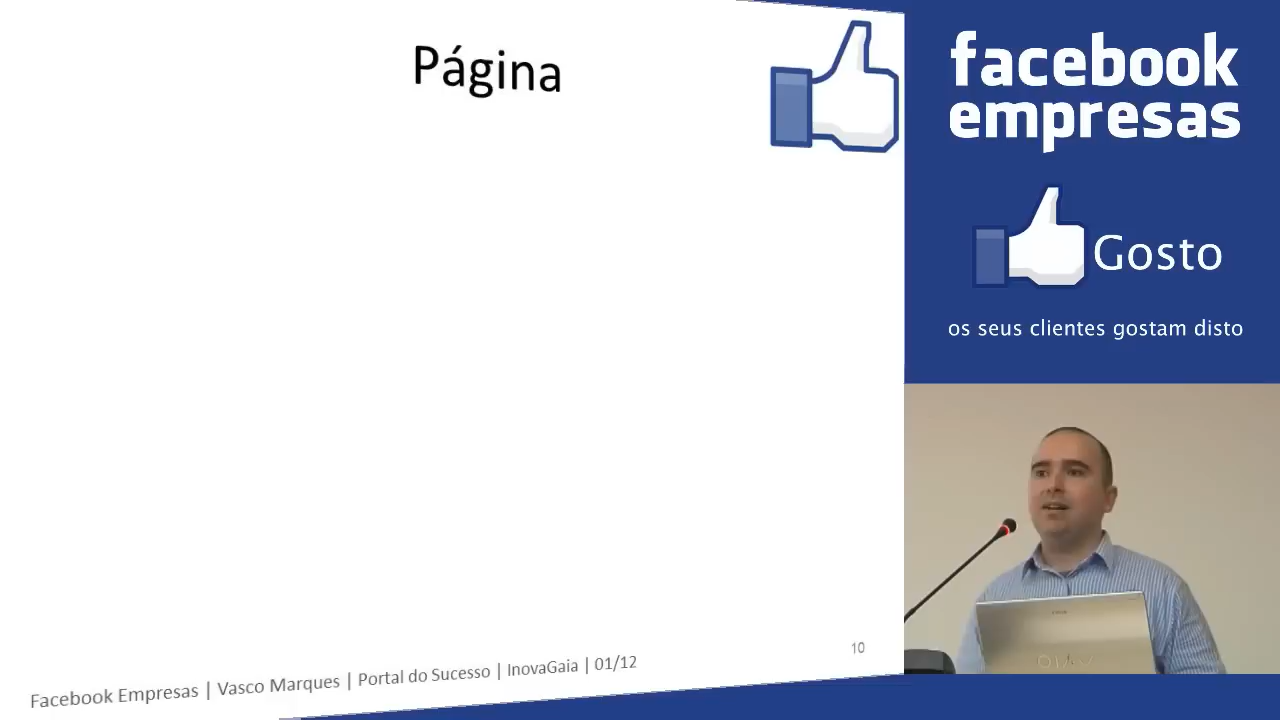 Página
facebook
empresas
Gosto
os seus clientes gostam disto
10
Facebook Empresas | Vasco Marques | Portal do Sucesso | InovaGaia | 01/12